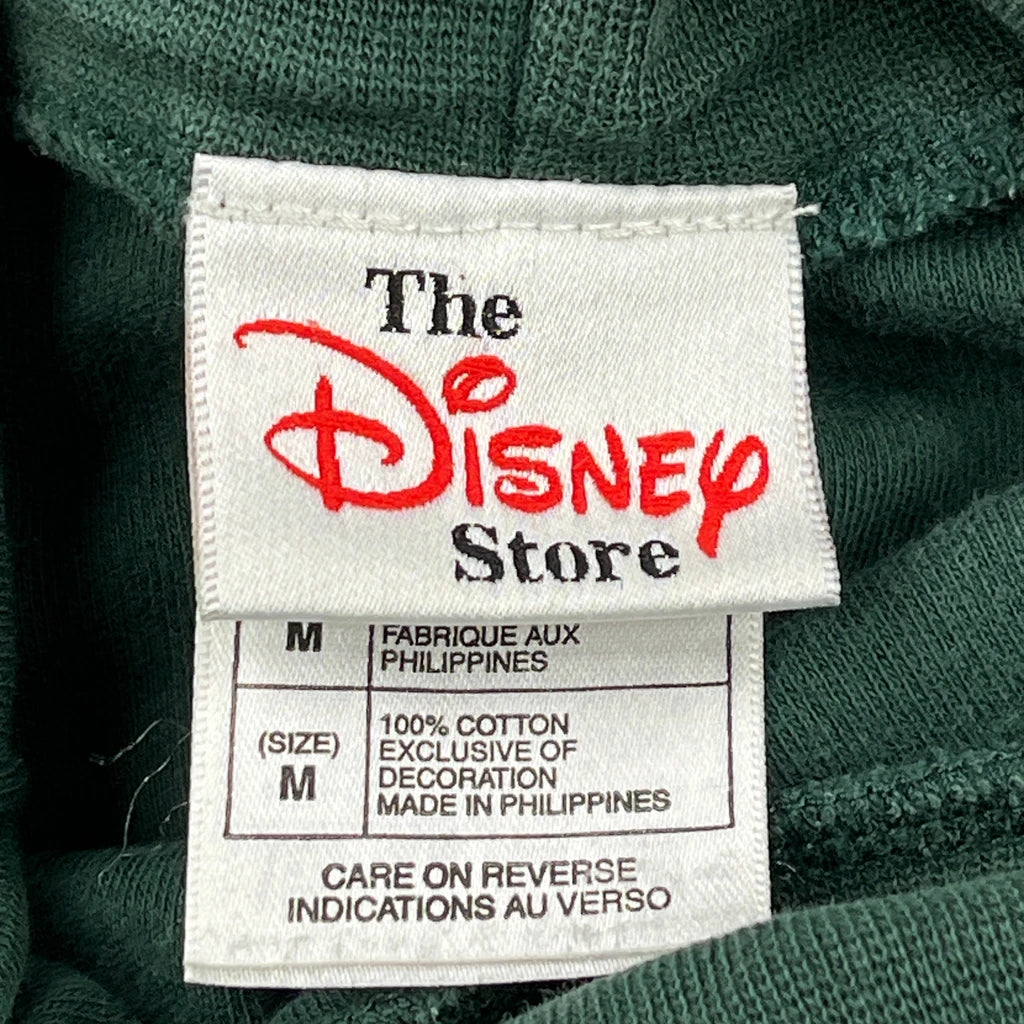 The
Disney
Store
M
FABRIQUE AUX
PHILIPPINES
(SIZE)
M
100% COTTON
EXCLUSIVE OF
DECORATION
MADE IN PHILIPPINES
CARE ON REVERSE
INDICATIONS AU VERSO